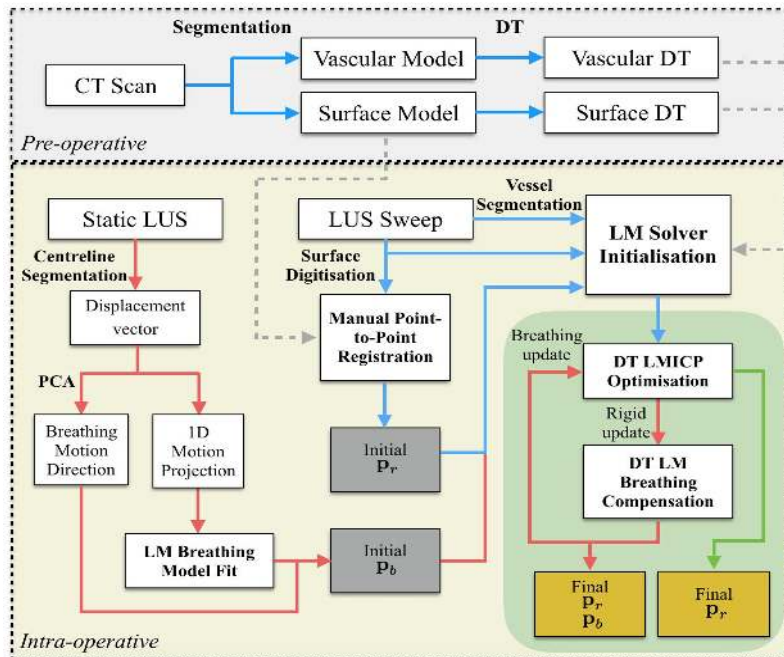 Segmentation
DT
CT Scan
Vascular Model
Vascular DT
Surface Model
Surface DT
Pre-operative
Static LUS
LUS Sweep
Vessel
Segmentation
LM Solver
Initialisation
Centreline
Segmentation
Surface
Digitisation
Displacement
vector
Manual Point-
to-Point
Registration
Breathing
update
DT LMICP
Optimisation
PCA
Rigid
update
Breathing
Motion
Direction
1D
Motion
Projection
Initial
𝐩ᵣ
DT LM
Breathing
Compensation
LM Breathing
Model Fit
Initial
p_b
Final
p_r
p_b
Final
p_r
Intra-operative